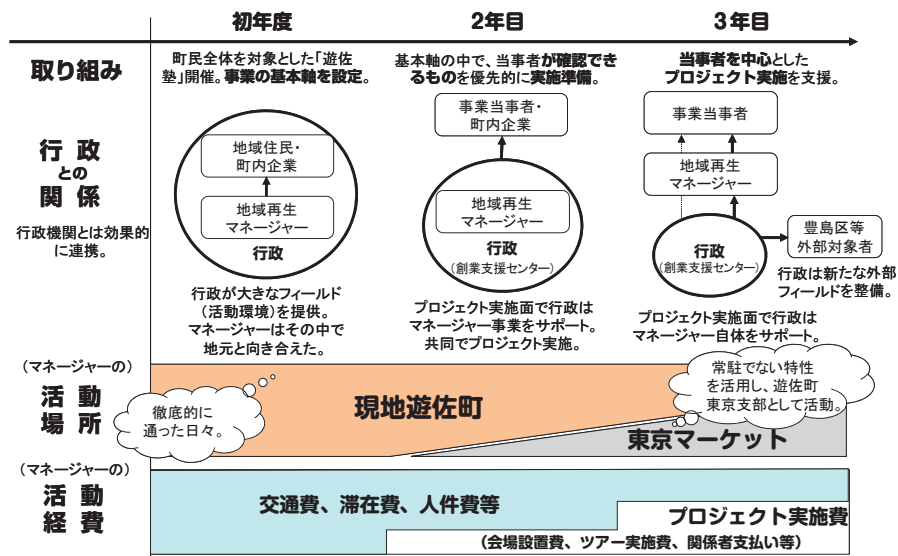 初年度
2年目
3年目
取り組み
町民全体を対象とした「遊佐
塾」開催。事業の基本軸を設定。
基本軸の中で、当事者が確認でき
るものを優先的に実施準備。
当事者を中心とした
プロジェクト実施を支援。
行政
との
関係
行政機関とは効果的
に連携。
地域住民・
町内企業
地域再生
マネージャー
行政
行政が大きなフィールド
(活動環境)を提供。
マネージャーはその中で
地元と向き合えた。
事業当事者・
町内企業
地域再生
マネージャー
行政
(創業支援センター)
プロジェクト実施面で行政は
マネージャー事業をサポート。
共同でプロジェクト実施。
事業当事者
地域再生
マネージャー
行政
(創業支援センター)
豊島区等
外部対象者
行政は新たな外部
フィールドを整備。
プロジェクト実施面で行政は
マネージャー自体をサポート。
(マネージャーの)
活動
場所
徹底的に
通った日々。
現地遊佐町
常駐でない特性
を活用し、遊佐町
東京支部として活動。
東京マーケット
(マネージャーの)
活動
経費
交通費、滞在費、人件費等
プロジェクト実施費
(会場設置費、ツアー実施費、関係者支払い等)